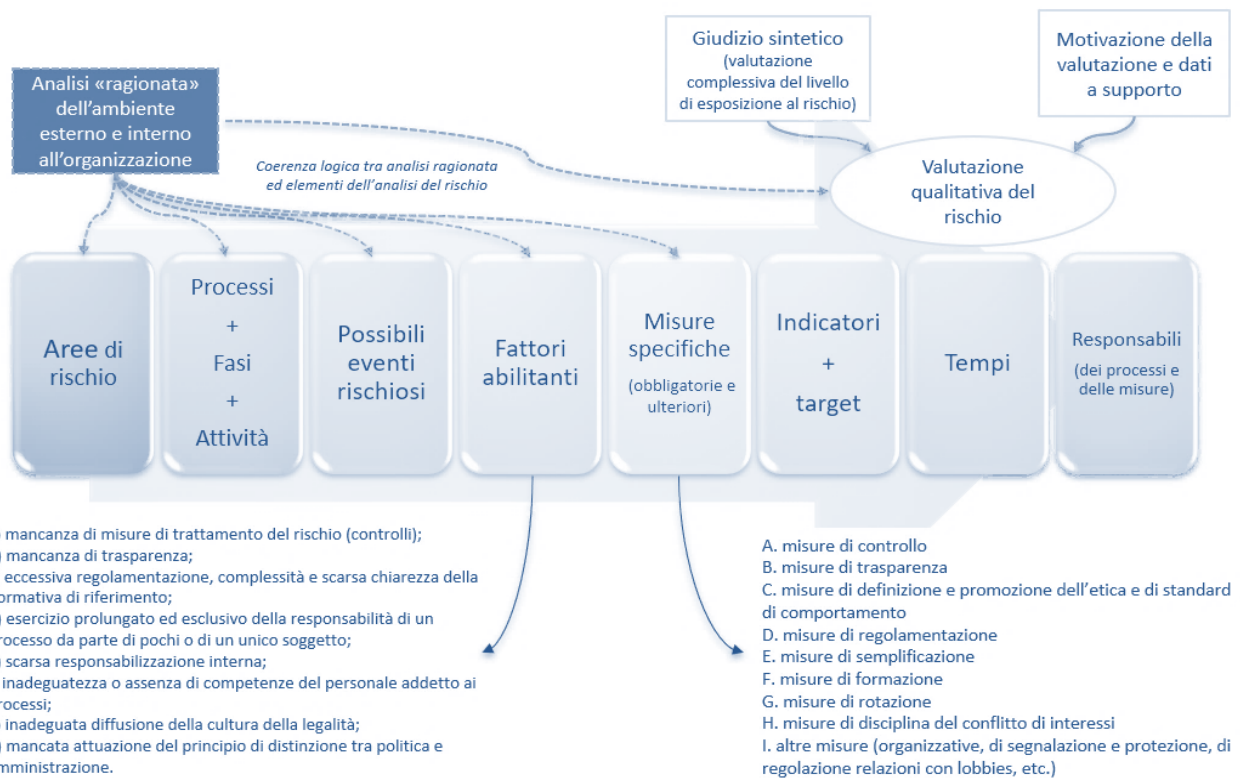 Analisi «ragionata»
dell'ambiente
esterno e interno
all'organizzazione
Giudizio sintetico
(valutazione
complessiva del livello
di esposizione al rischio)
Motivazione della
valutazione e dati
a supporto
Coerenza logica tra analisi ragionata
ed elementi dell'analisi del rischio
Valutazione
qualitativa del
rischio
Aree di
rischio
Processi
+
Fasi
+
Attività
Possibili
eventi
rischiosi
Fattori
abilitanti
Misure
specifiche
(obbligatorie e
ulteriori)
Indicatori
+
target
Tempi
Responsabili
(dei processi e
delle misure)
) mancanza di misure di trattamento del rischio (controlli);
) mancanza di trasparenza;
eccessiva regolamentazione, complessità e scarsa chiarezza della
ormativa di riferimento;
) esercizio prolungato ed esclusivo della responsabilità di un
rocesso da parte di pochi o di un unico soggetto;
) scarsa responsabilizzazione interna;
inadeguatezza o assenza di competenze del personale addetto ai
rocessi;
) inadeguata diffusione della cultura della legalità;
) mancata attuazione del principio di distinzione tra politica e
mministrazione.
A. misure di controllo
B. misure di trasparenza
C. misure di definizione e promozione dell'etica e di standard
di comportamento
D. misure di regolamentazione
E. misure di semplificazione
F. misure di formazione
G. misure di rotazione
H. misure di disciplina del conflitto di interessi
I. altre misure (organizzative, di segnalazione e protezione, di
regolazione relazioni con lobbies, etc.)